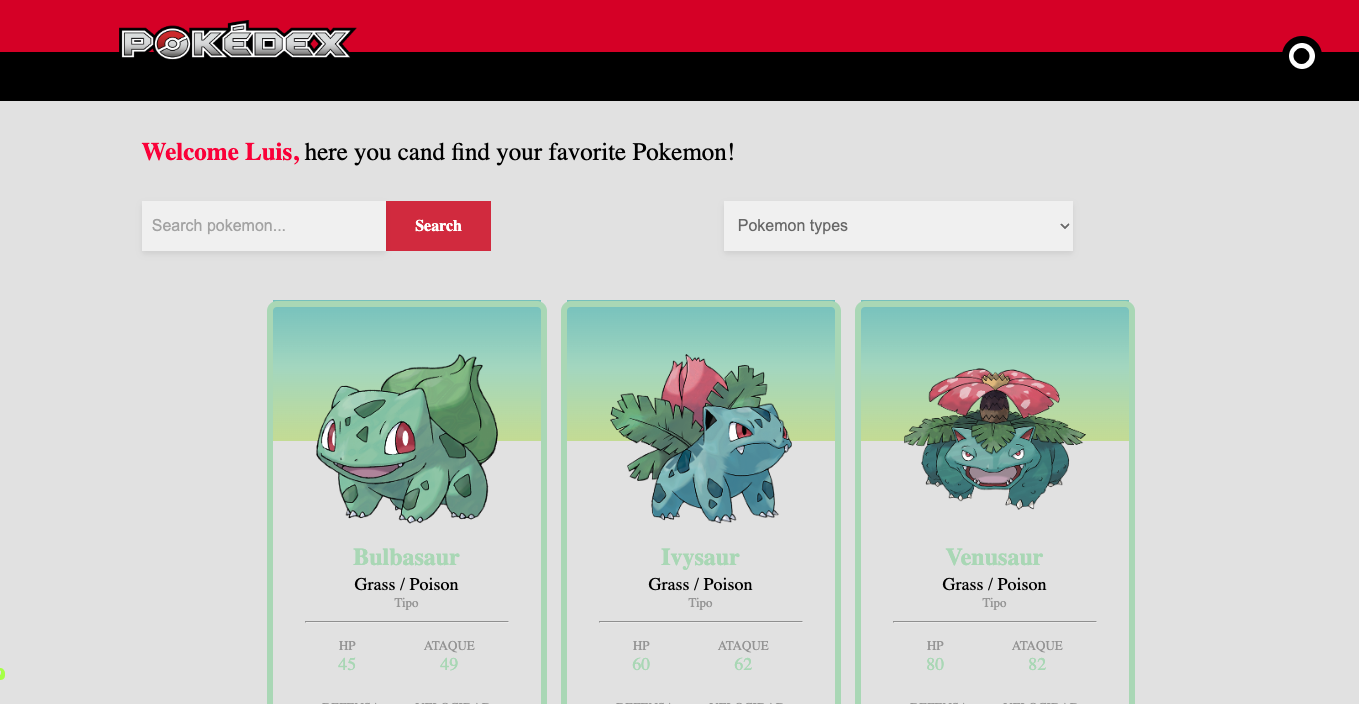 POKÉDEX
Welcome Luis, here you cand find your favorite Pokemon!
Search pokemon... Search Pokemon types
Bulbasaur Ivysaur Venusaur
Grass / Poison Grass / Poison Grass / Poison
Tipo Tipo Tipo
HP ATAQUE HP ATAQUE HP ATAQUE
45 49 60 62 80 82